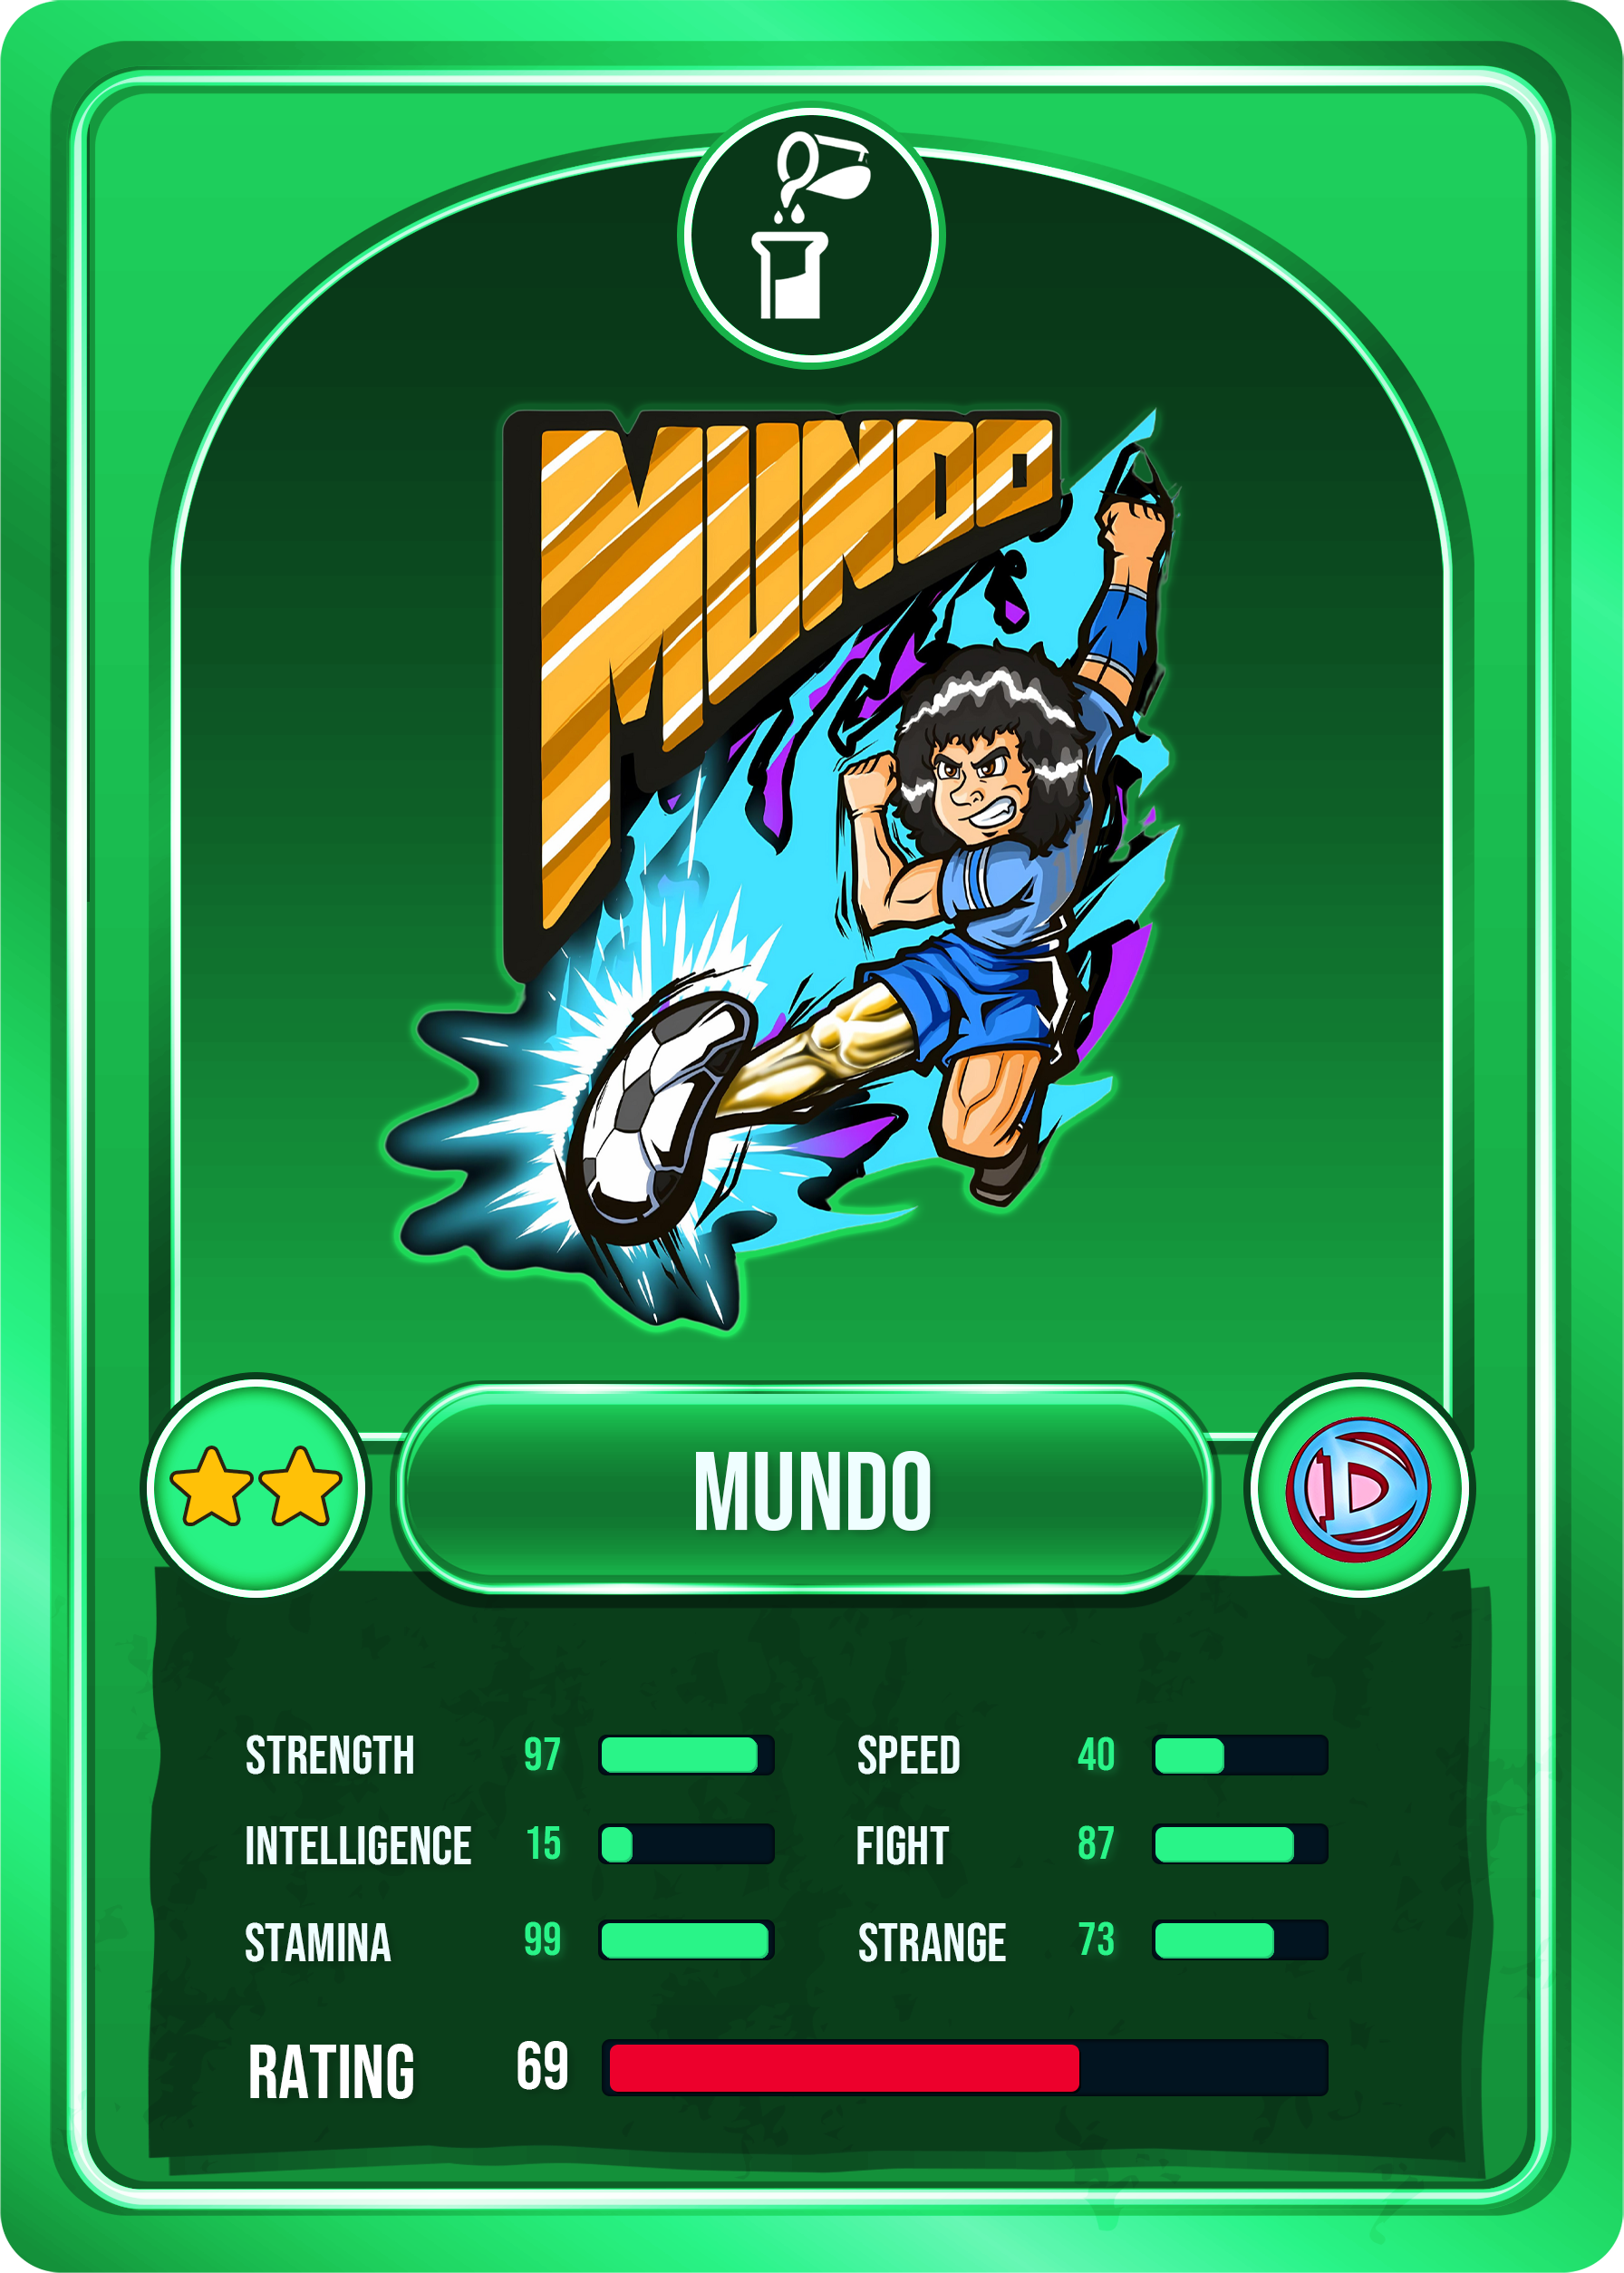 MUNDO
MUNDO
D
STRENGTH 97 SPEED 40
INTELLIGENCE 15 FIGHT 87
STAMINA 99 STRANGE 73
RATING 69